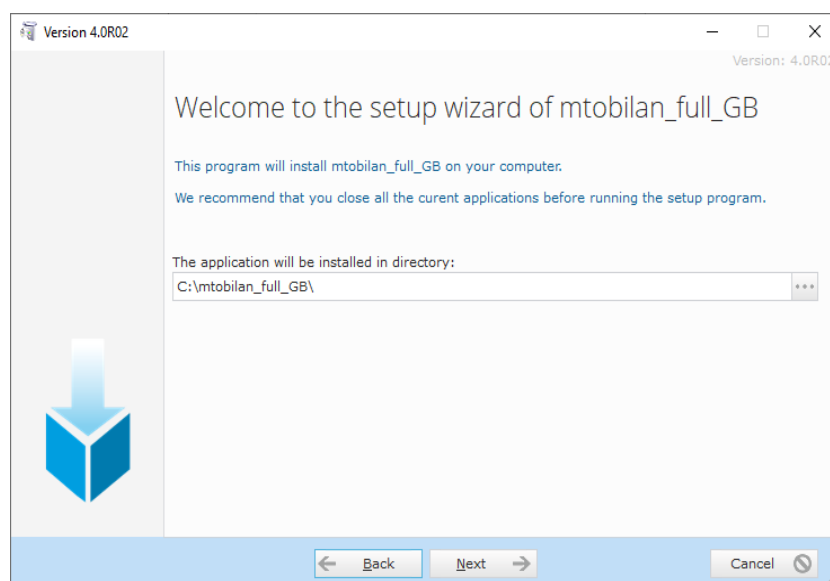 Version 4.0R02
Version: 4.0R02
Welcome to the setup wizard of mtobilan_full_GB
This program will install mtobilan_full_GB on your computer.
We recommend that you close all the curent applications before running the setup program.
The application will be installed in directory:
C:\mtobilan_full_GB\
Back Next Cancel